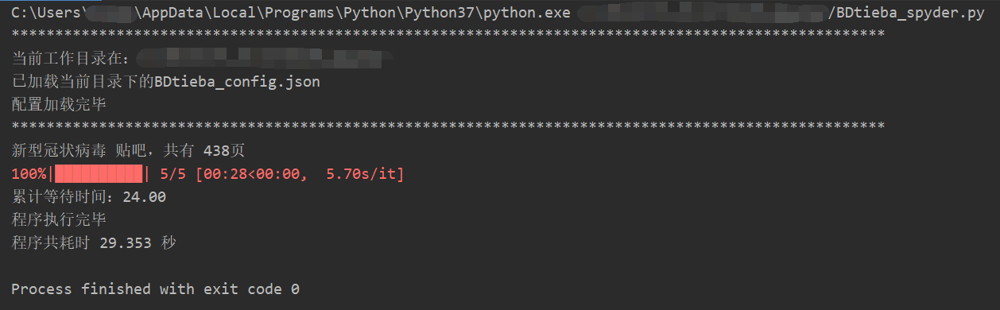 C:\Users\ \AppData\Local\Programs\Python\Python37\python.exe /BDtieba_spyder.py
****************************************************************************************************
当前工作目录在:
已加载当前目录下的BDtieba_config.json
配置加载完毕
****************************************************************************************************
新型冠状病毒 贴吧，共有 438页
100%|██████████| 5/5 [00:28<00:00,  5.70s/it]
累计等待时间：24.00
程序执行完毕
程序共耗时 29.353 秒
Process finished with exit code 0